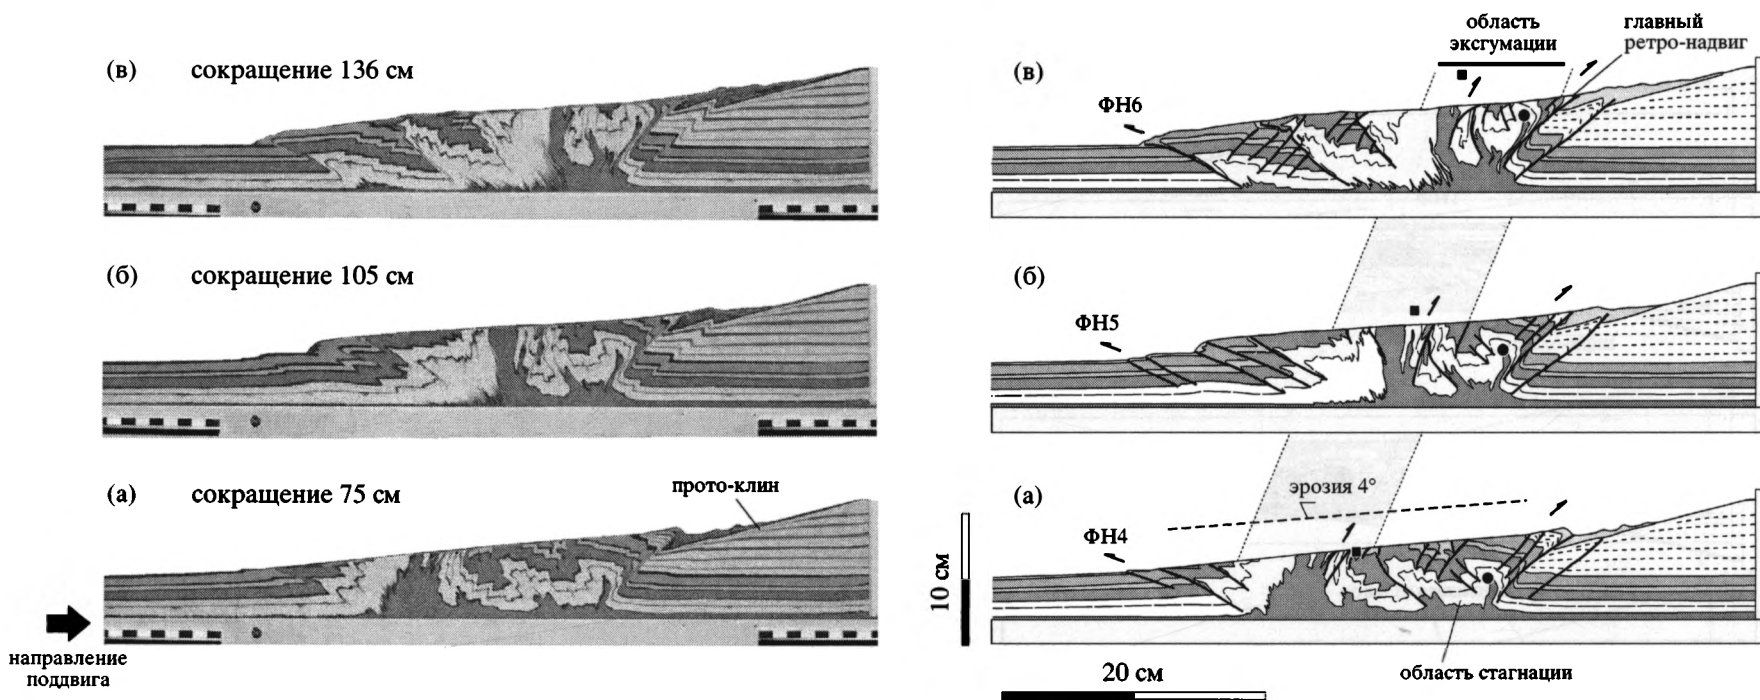 (в) сокращение 136 см
(б) сокращение 105 см
(а) сокращение 75 см
прото-клин
направление
поддвига
(в)
область
эксгумации
главный
ретро-надвиг
ФН6
(б)
ФН5
(а)
эрозия 4°
ФН4
10 см
20 см
область стагнации